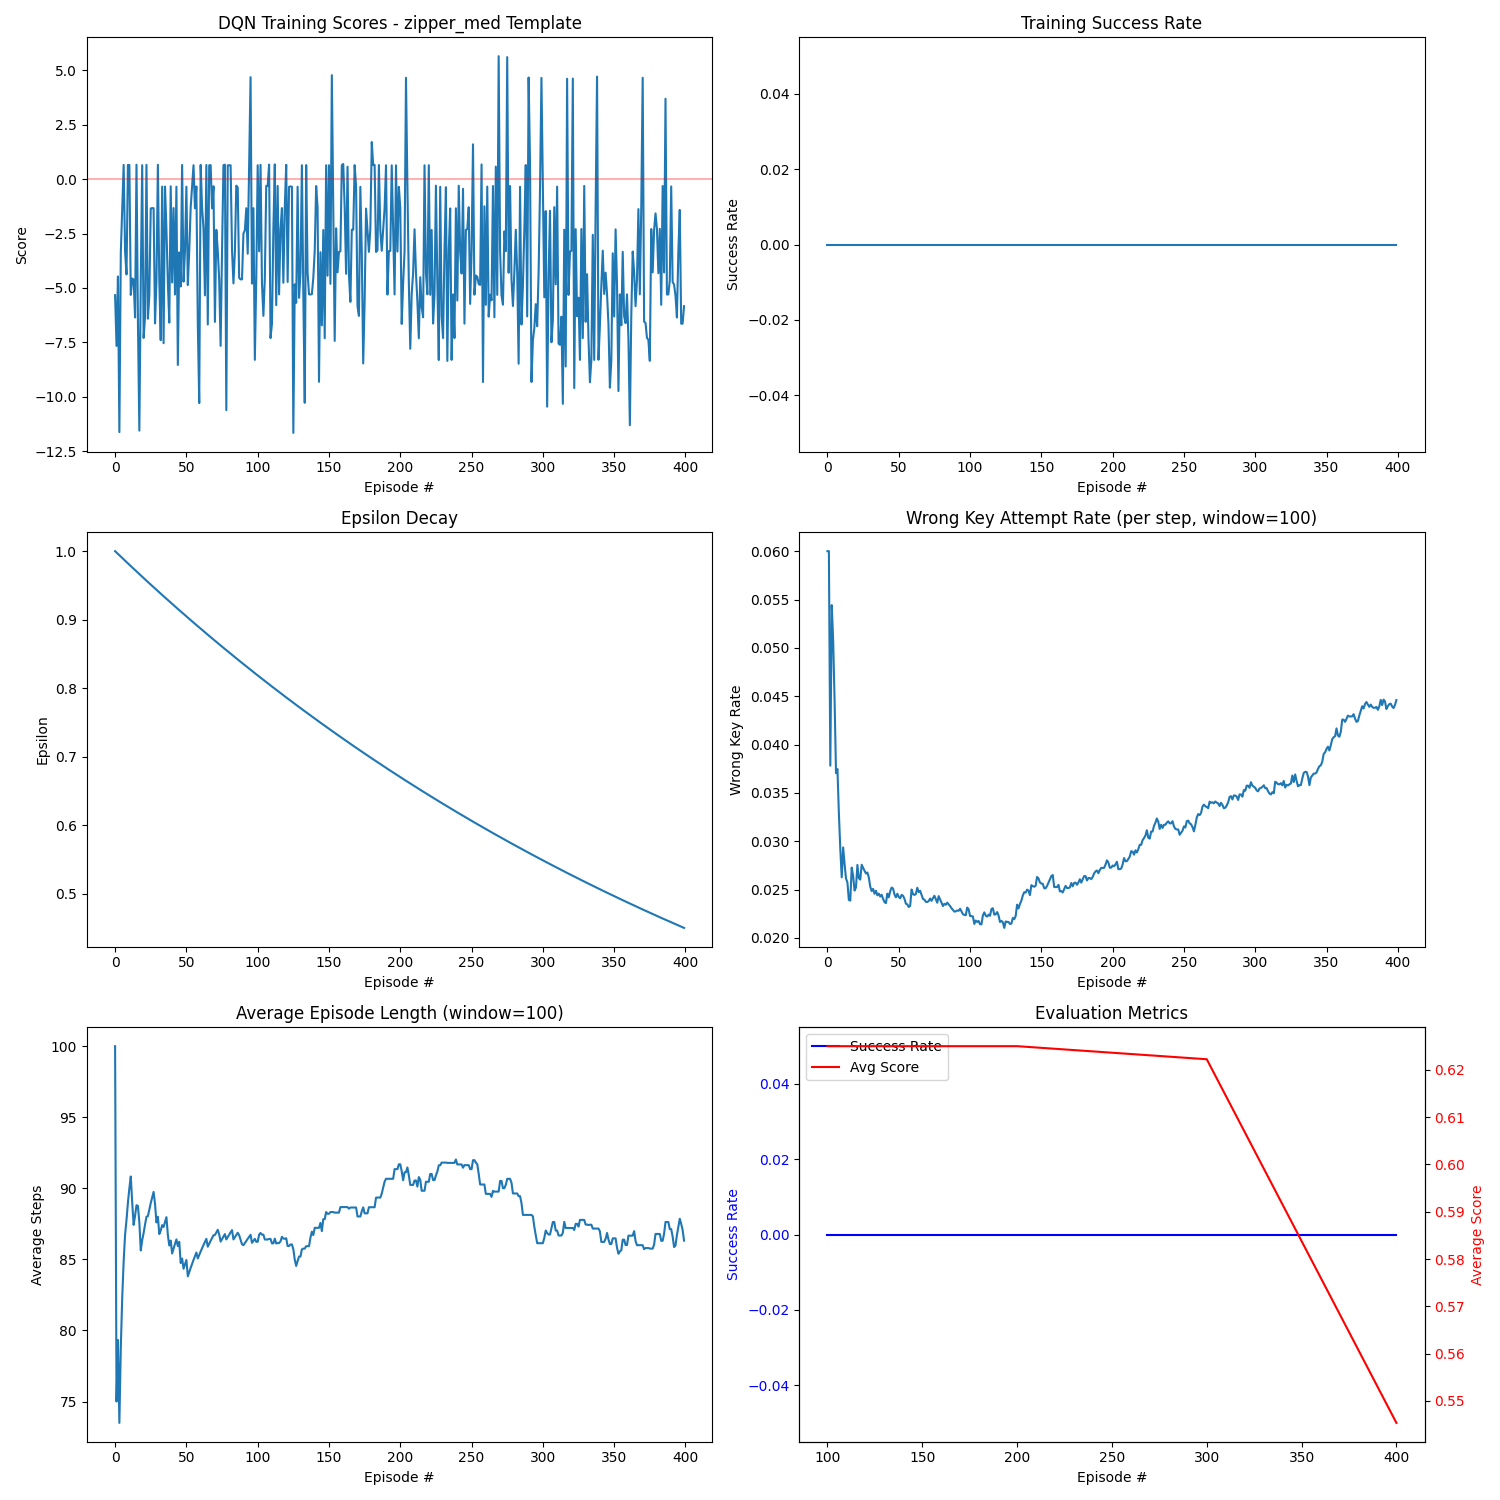 DQN Training Scores - zipper_med Template
5.0
2.5
0.0
−2.5
−5.0
−7.5
−10.0
−12.5
Score
0 50 100 150 200 250 300 350 400
Episode #
Training Success Rate
0.04
0.02
0.00
−0.02
−0.04
Success Rate
0 50 100 150 200 250 300 350 400
Episode #
Epsilon Decay
1.0
0.9
0.8
0.7
0.6
0.5
Epsilon
0 50 100 150 200 250 300 350 400
Episode #
Wrong Key Attempt Rate (per step, window=100)
0.060
0.055
0.050
0.045
0.040
0.035
0.030
0.025
0.020
Wrong Key Rate
0 50 100 150 200 250 300 350 400
Episode #
Average Episode Length (window=100)
100
95
90
85
80
75
Average Steps
0 50 100 150 200 250 300 350 400
Episode #
Evaluation Metrics
Success Rate
Avg Score
0.04
0.02
0.00
−0.02
−0.04
Success Rate
0.62
0.61
0.60
0.59
0.58
0.57
0.56
0.55
Average Score
100 150 200 250 300 350 400
Episode #